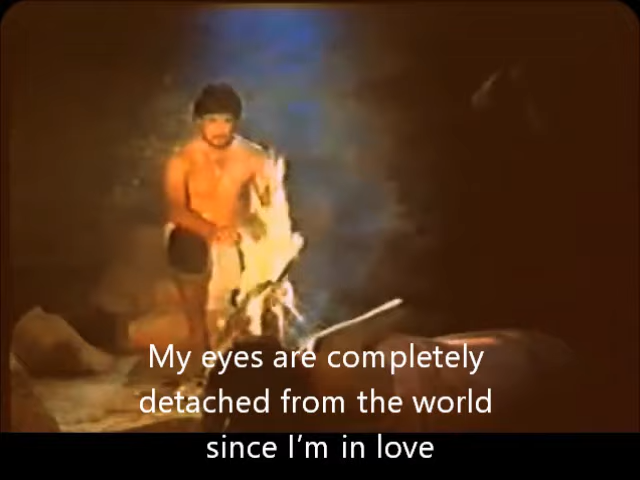 My eyes are completely
detached from the world
since I'm in love